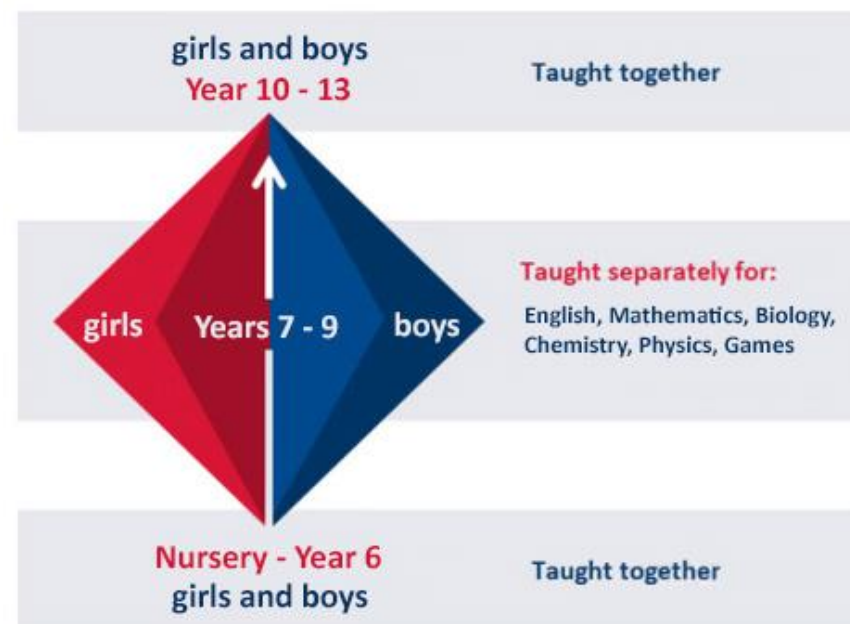 girls and boys
Year 10 - 13
Taught together
girls
Years 7 - 9
boys
Taught separately for:
English, Mathematics, Biology,
Chemistry, Physics, Games
Nursery - Year 6
girls and boys
Taught together